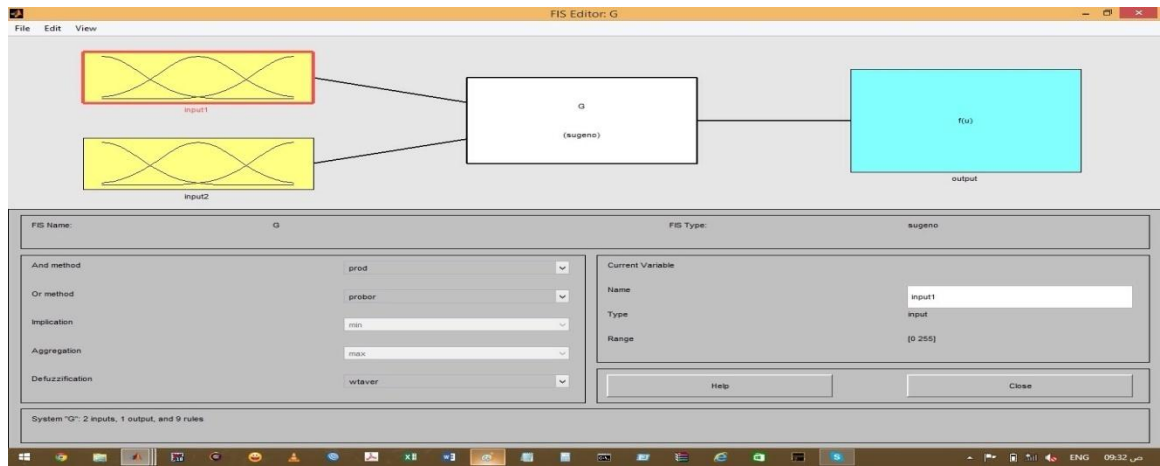 FIS Editor: G
File Edit View
input1
G
(sugeno)
f(u)
output
input2
FIS Name: G FIS Type: sugeno
And method prod
Or method probor
Implication min
Aggregation max
Defuzzification wtaver
Current Variable
Name input1
Type input
Range [0 255]
Help Close
System "G": 2 inputs, 1 output, and 9 rules
ENG 09:32 ص